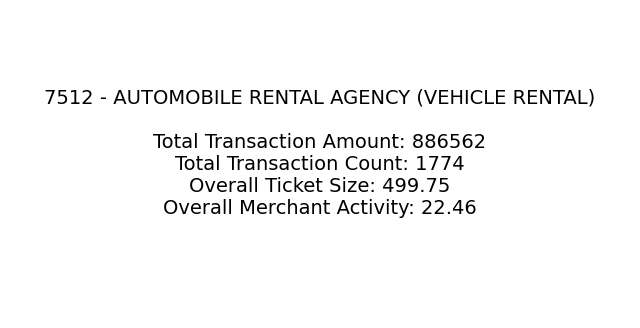 7512 - AUTOMOBILE RENTAL AGENCY (VEHICLE RENTAL)
Total Transaction Amount: 886562
Total Transaction Count: 1774
Overall Ticket Size: 499.75
Overall Merchant Activity: 22.46